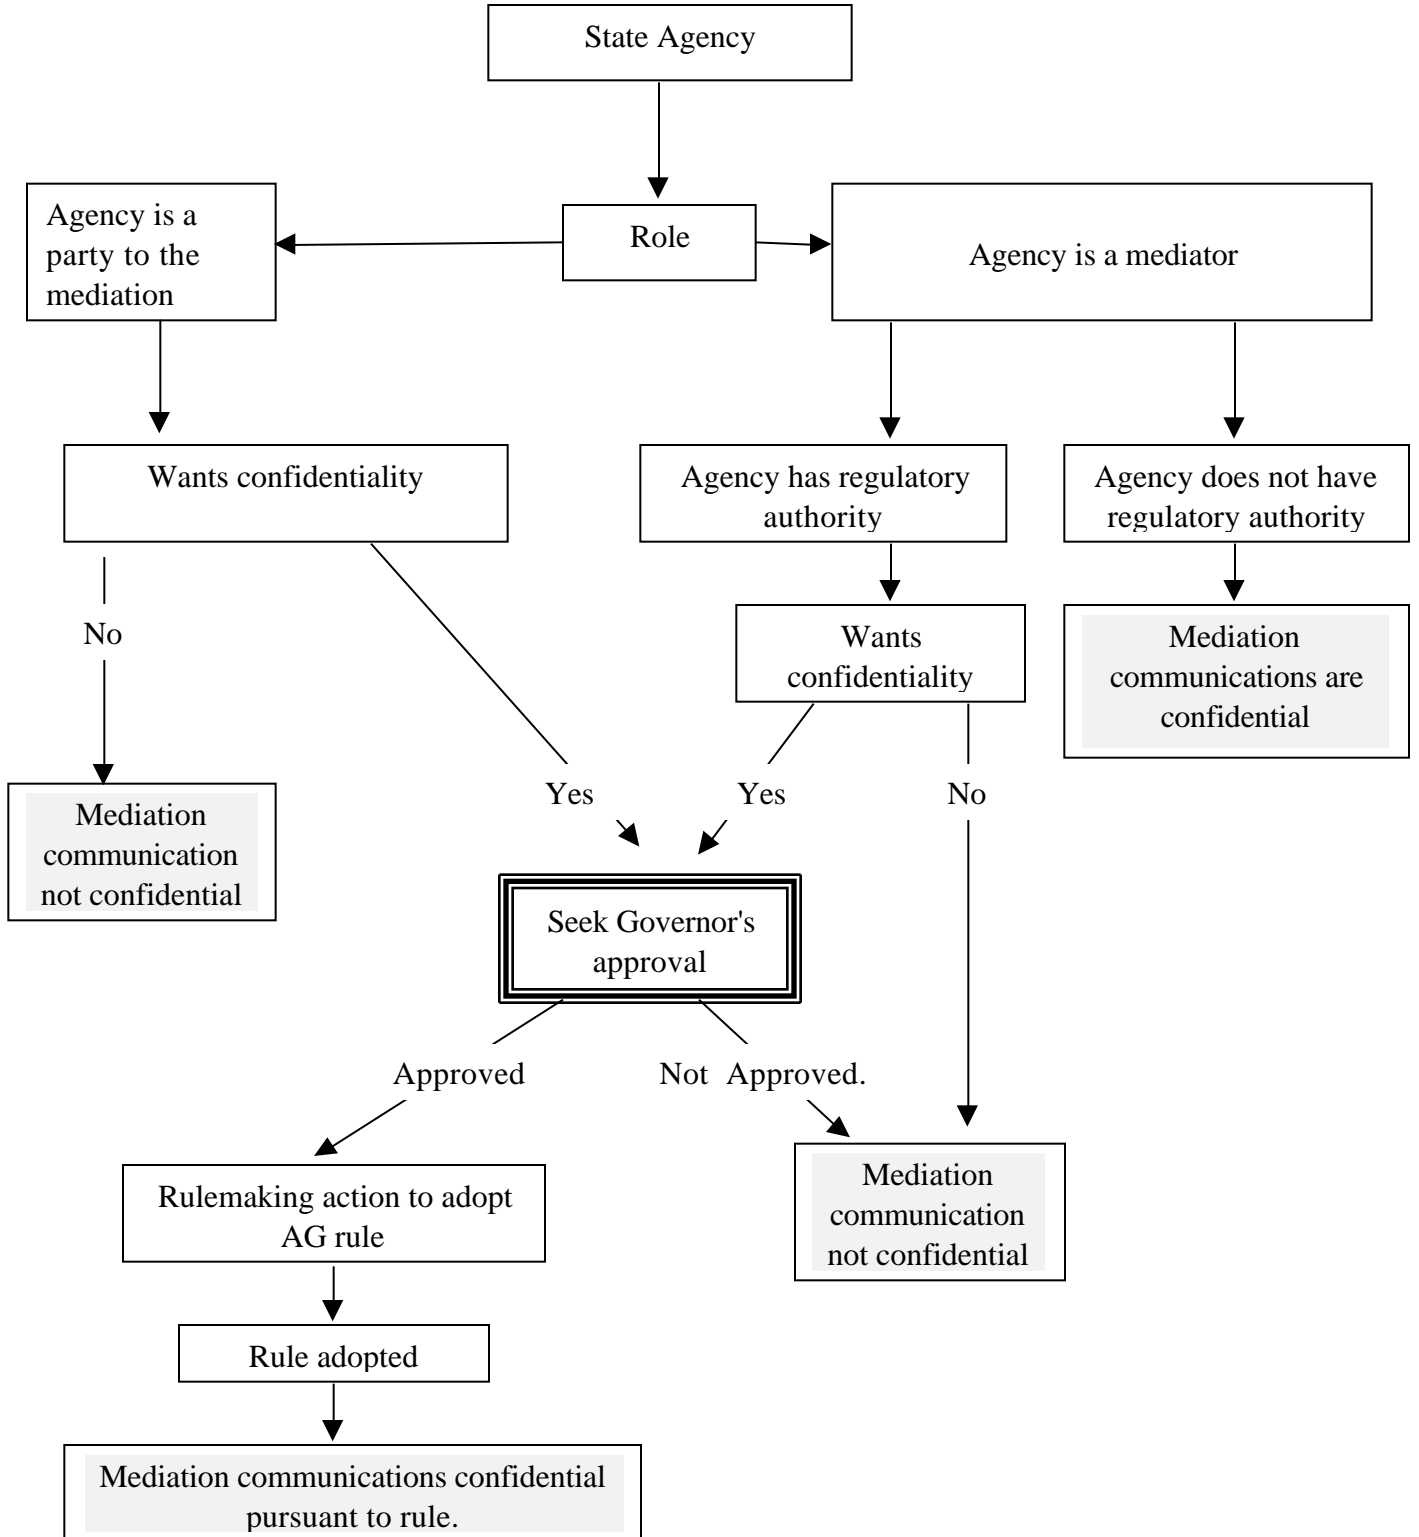 State Agency
Agency is a
party to the
mediation
Role
Agency is a mediator
Wants confidentiality
Agency has regulatory
authority
Agency does not have
regulatory authority
No
Wants
confidentiality
Mediation
communications are
confidential
Yes
Yes
No
Mediation
communication
not confidential
Seek Governor's
approval
Approved
Not Approved.
Rulemaking action to adopt
AG rule
Mediation
communication
not confidential
Rule adopted
Mediation communications confidential
pursuant to rule.